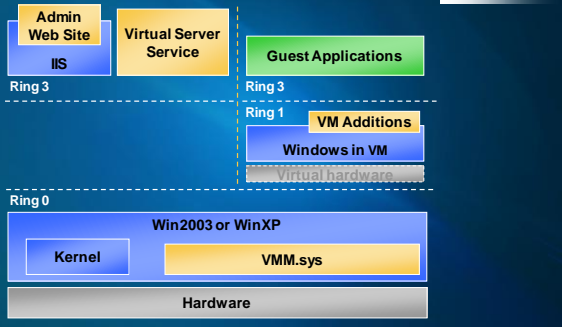 Admin
Web Site
IIS
Virtual Server
Service
Guest Applications
Ring 3
Ring 3
Ring 1
VM Additions
Windows in VM
Virtual hardware
Ring 0
Win2003 or WinXP
Kernel
VMM.sys
Hardware